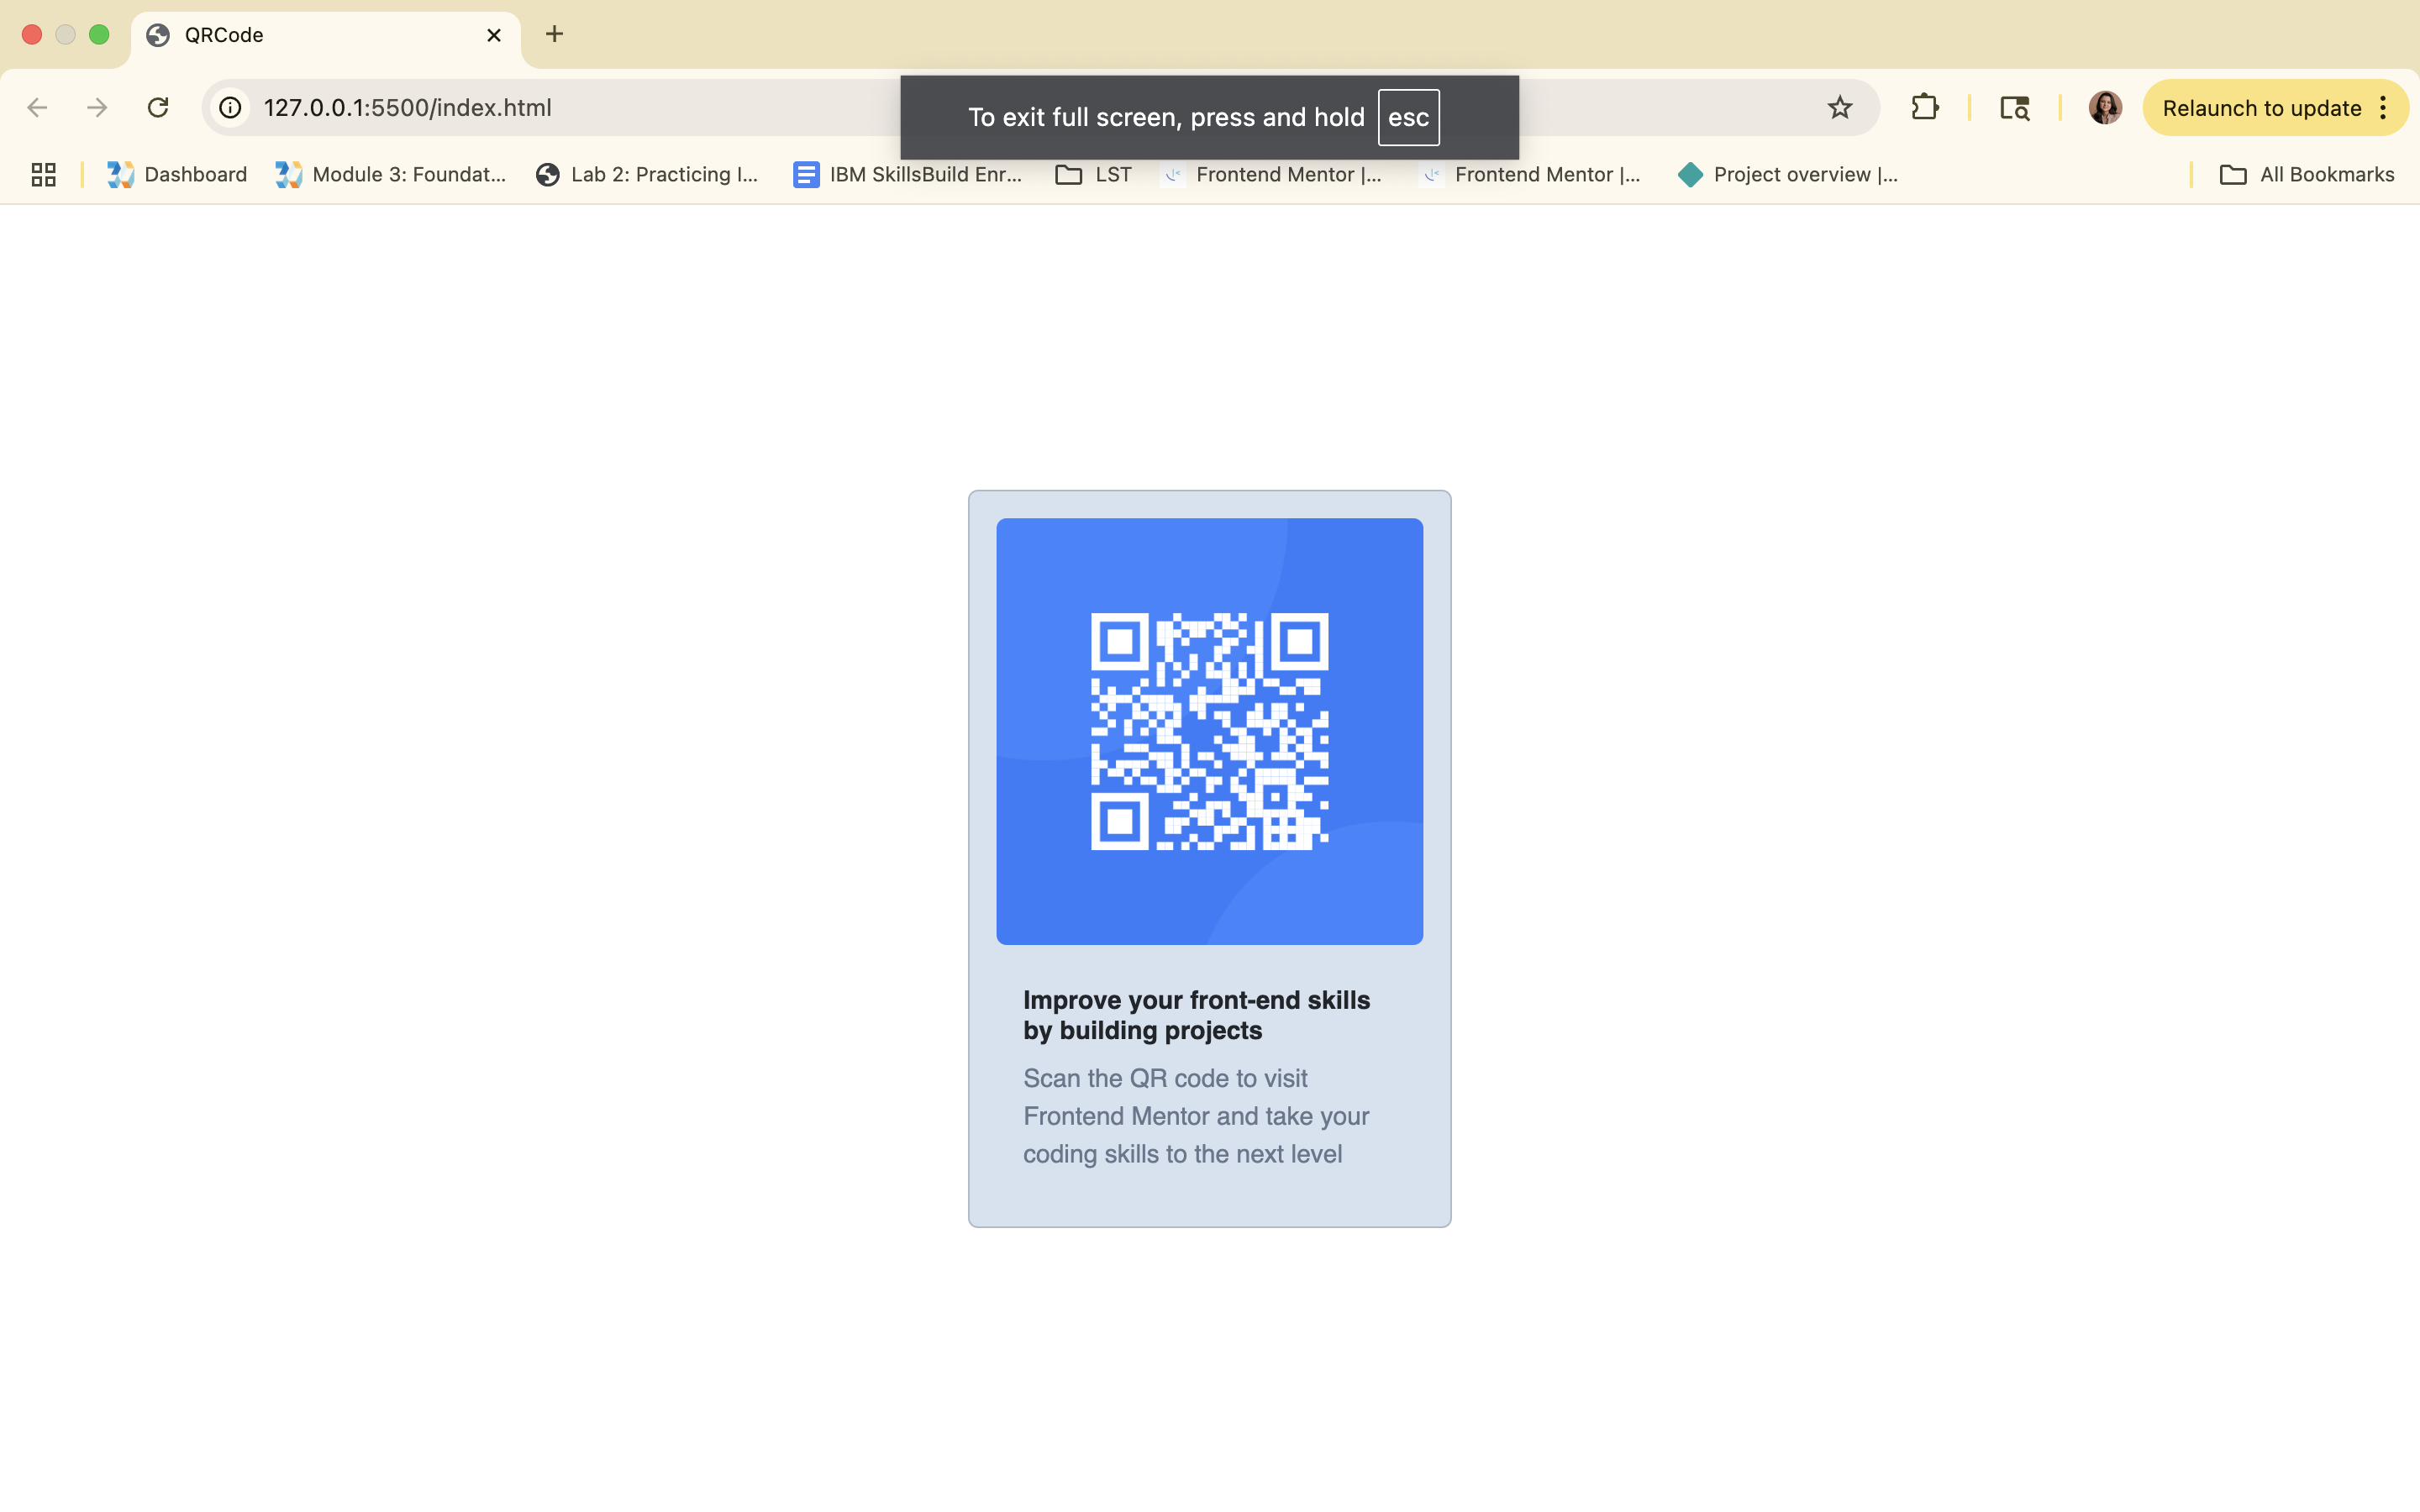 QRCode
127.0.0.1:5500/index.html
To exit full screen, press and hold esc
Relaunch to update
Dashboard
Module 3: Foundat...
Lab 2: Practicing I...
IBM SkillsBuild Enr...
LST
Frontend Mentor |...
Frontend Mentor |...
Project overview |...
All Bookmarks
Improve your front-end skills
by building projects
Scan the QR code to visit
Frontend Mentor and take your
coding skills to the next level